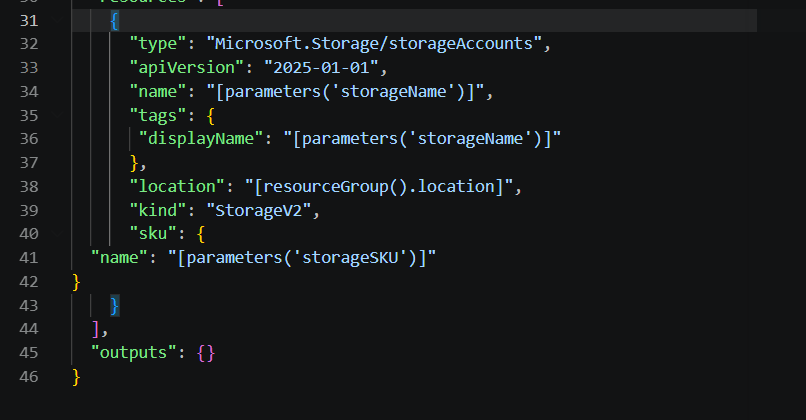 30 "resources": [
31 {
32 "type": "Microsoft.Storage/storageAccounts",
33 "apiVersion": "2025-01-01",
34 "name": "[parameters('storageName')]",
35 "tags": {
36 "displayName": "[parameters('storageName')]"
37 },
38 "location": "[resourceGroup().location]",
39 "kind": "StorageV2",
40 "sku": {
41 "name": "[parameters('storageSKU')]"
42 }
43 }
44 ],
45 "outputs": {}
46 }